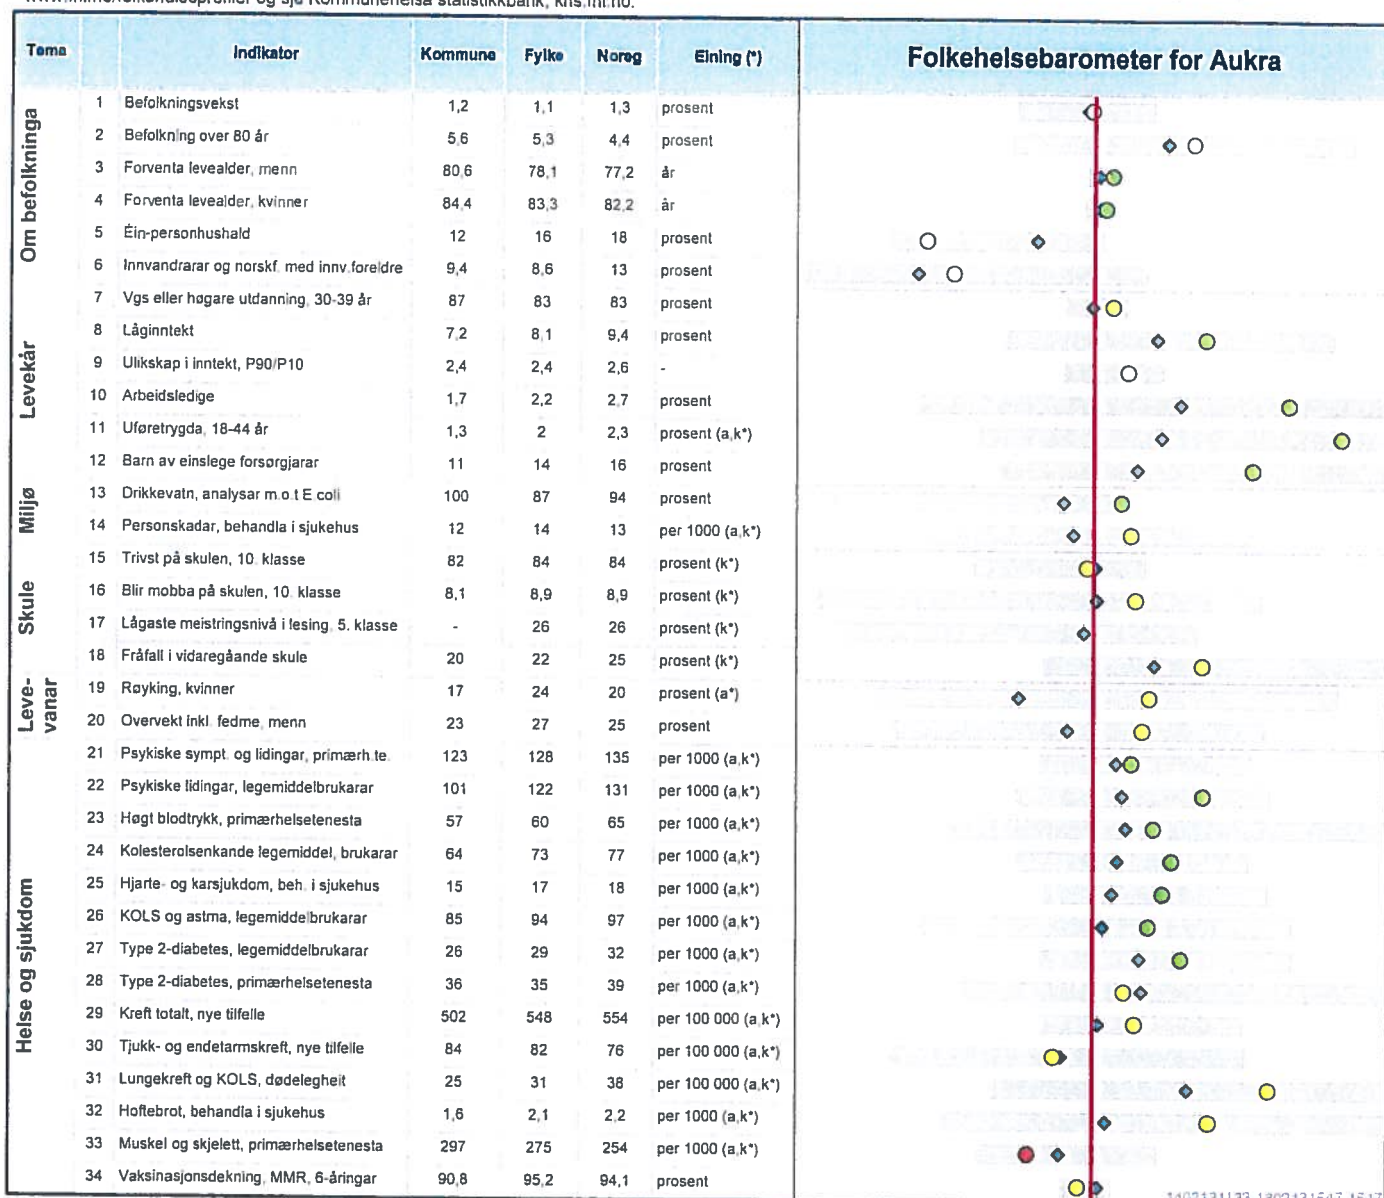 Tema Indikator Kommune Fylke Noreg Eining (*) Folkehelsebarometer for Aukra
Om befolkninga
1 Befolkningsvekst 1,2 1,1 1,3 prosent
2 Befolkning over 80 år 5,6 5,3 4,4 prosent
3 Forventa levealder, menn 80,6 78,1 77,2 år
4 Forventa levealder, kvinner 84,4 83,3 82,2 år
5 Éin-personhushald 12 16 18 prosent
6 Innvandrarar og norskf. med innv.foreldre 9,4 8,6 13 prosent
Levekår
7 Vgs eller høgare utdanning, 30-39 år 87 83 83 prosent
8 Låginntekt 7,2 8,1 9,4 prosent
9 Ulikskap i inntekt, P90/P10 2,4 2,4 2,6 -
10 Arbeidsledige 1,7 2,2 2,7 prosent
11 Uføretrygda, 18-44 år 1,3 2 2,3 prosent (a,k*)
12 Barn av einslege forsørgjarar 11 14 16 prosent
Miljø
13 Drikkevatn, analysar m.o.t E.coli 100 87 94 prosent
14 Personskadar, behandla i sjukehus 12 14 13 per 1000 (a,k*)
Skule
15 Trivst på skulen, 10. klasse 82 84 84 prosent (k*)
16 Blir mobba på skulen, 10. klasse 8,1 8,9 8,9 prosent (k*)
17 Lågaste meistringsnivå i lesing, 5. klasse - 26 26 prosent (k*)
18 Fråfall i vidaregåande skule 20 22 25 prosent (k*)
Leve-
vanar
19 Røyking, kvinner 17 24 20 prosent (a*)
20 Overvekt inkl. fedme, menn 23 27 25 prosent
Helse og sjukdom
21 Psykiske sympt. og lidingar, primærh.te. 123 128 135 per 1000 (a,k*)
22 Psykiske lidingar, legemiddelbrukarar 101 122 131 per 1000 (a,k*)
23 Høgt blodtrykk, primærhelsetenesta 57 60 65 per 1000 (a,k*)
24 Kolesterolsenkande legemiddel, brukarar 64 73 77 per 1000 (a,k*)
25 Hjarte- og karsjukdom, beh. i sjukehus 15 17 18 per 1000 (a,k*)
26 KOLS og astma, legemiddelbrukarar 85 94 97 per 1000 (a,k*)
27 Type 2-diabetes, legemiddelbrukarar 26 29 32 per 1000 (a,k*)
28 Type 2-diabetes, primærhelsetenesta 36 35 39 per 1000 (a,k*)
29 Kreft totalt, nye tilfelle 502 548 554 per 100 000 (a,k*)
30 Tjukk- og endetarmskreft, nye tilfelle 84 82 76 per 100 000 (a,k*)
31 Lungekreft og KOLS, dødelegheit 25 31 38 per 100 000 (a,k*)
32 Hoftebrot, behandla i sjukehus 1,6 2,1 2,2 per 1000 (a,k*)
33 Muskel og skjelett, primærhelsetenesta 297 275 254 per 1000 (a,k*)
34 Vaksinasjonsdekning, MMR, 6-åringar 90,8 95,2 94,1 prosent